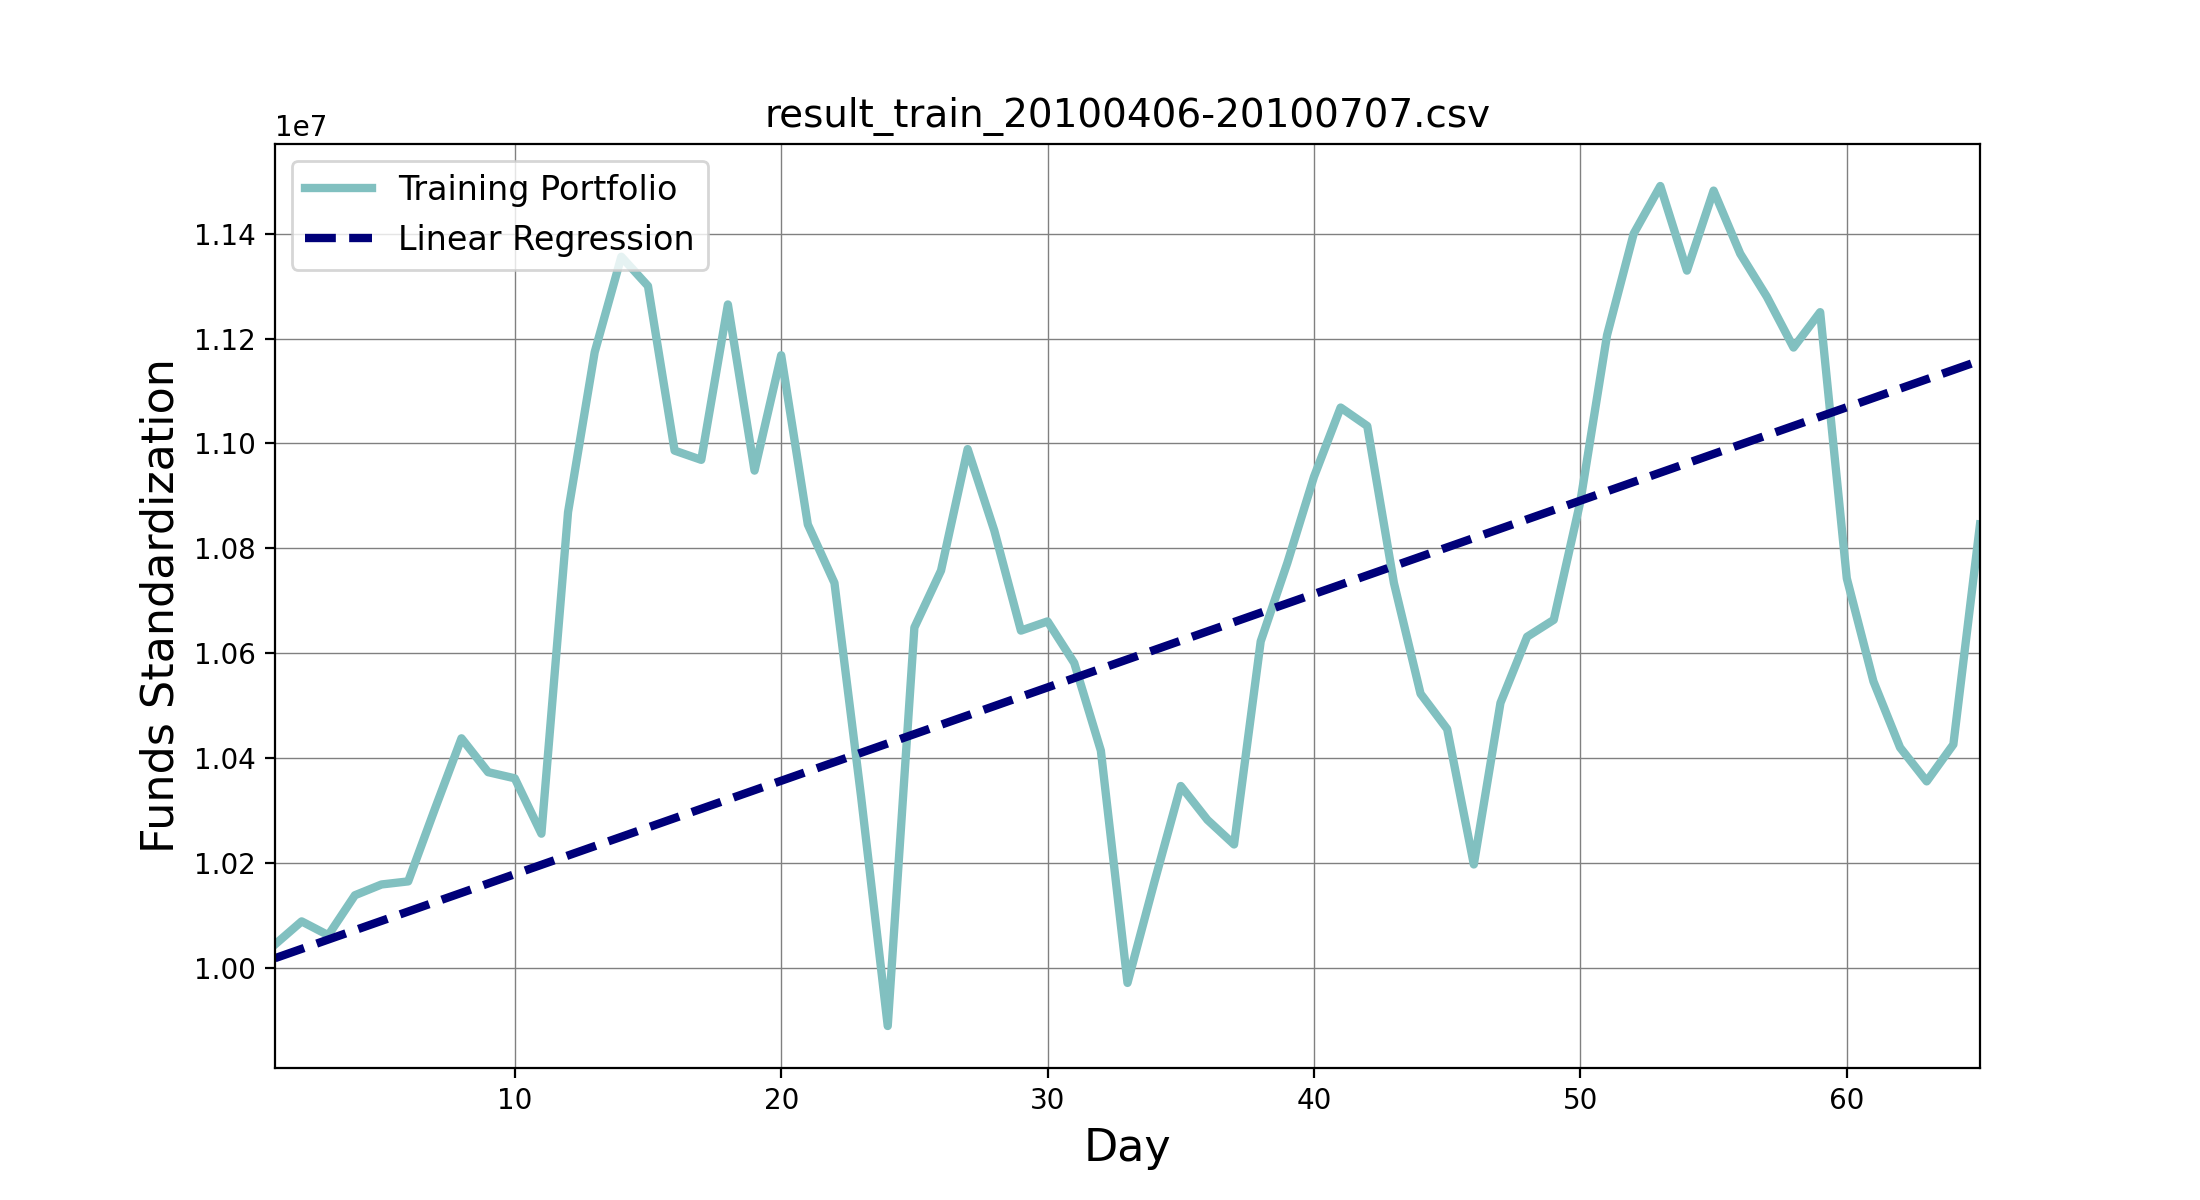 result_train_20100406-20100707.csv
1e7
Training Portfolio
Linear Regression
1.14
1.12
1.10
1.08
1.06
1.04
1.02
1.00
Funds Standardization
10 20 30 40 50 60
Day